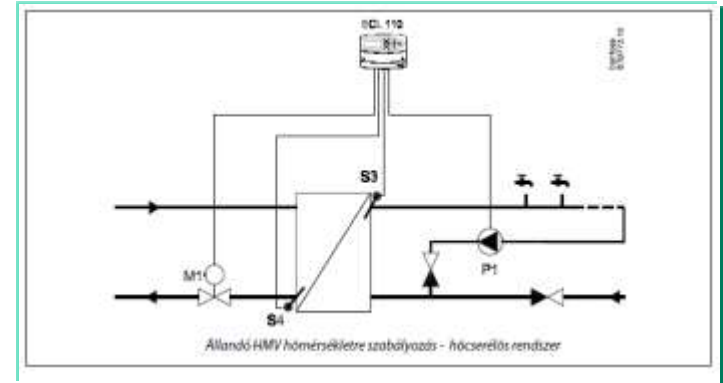 ECL 110
S3
P1
M1
S4
Állandó HMV hőmérsékletre szabályozás – hőcserélős rendszer